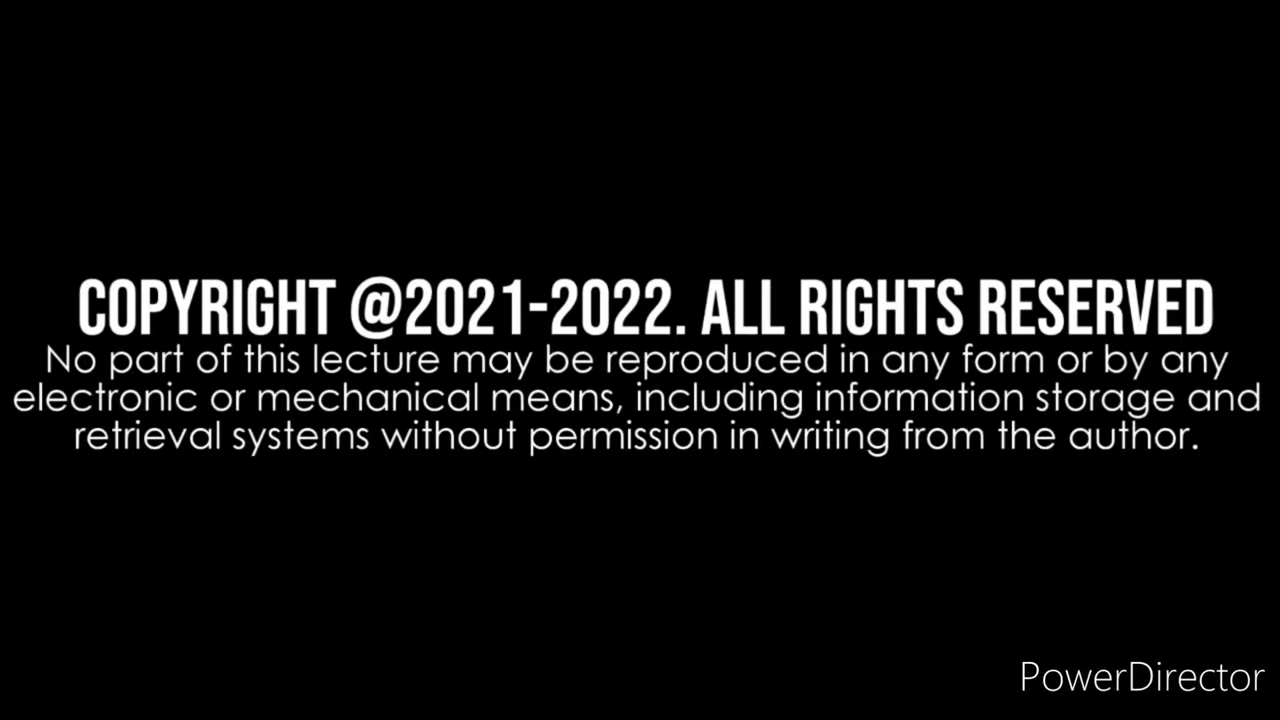 COPYRIGHT @2021-2022. ALL RIGHTS RESERVED
No part of this lecture may be reproduced in any form or by any
electronic or mechanical means, including information storage and
retrieval systems without permission in writing from the author.
PowerDirector